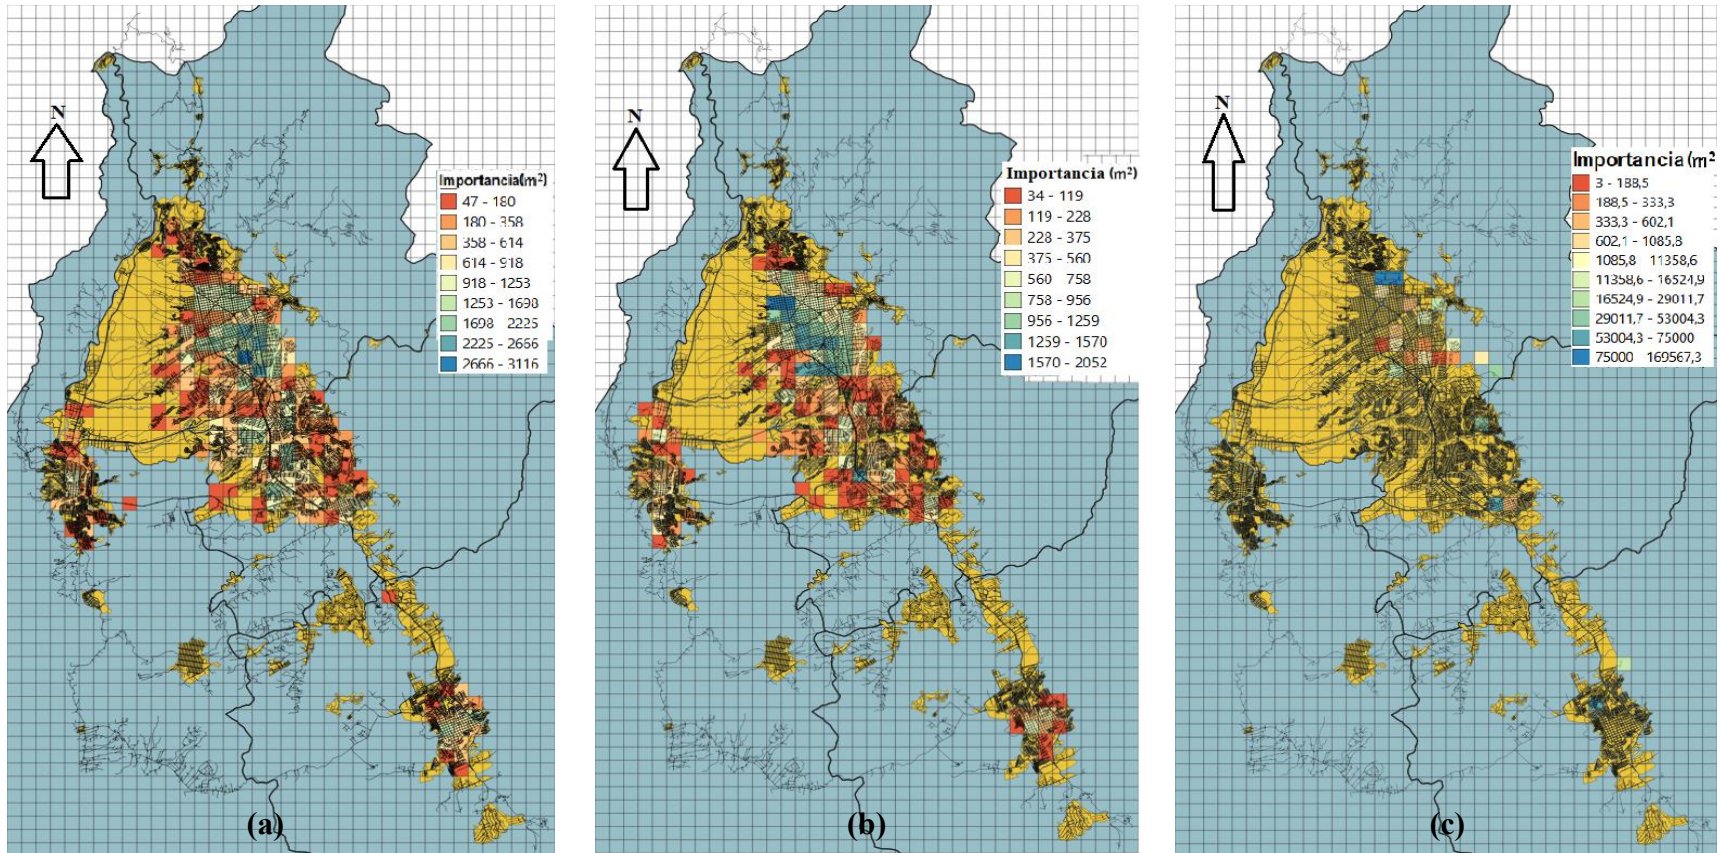 N
Importancia(m²)
47 - 180
180 - 358
358 - 614
614 - 918
918 - 1253
1253 - 1698
1698 - 2225
2225 - 2666
2666 - 3116
(a)
N
Importancia (m²)
34 - 119
119 - 228
228 - 375
375 - 560
560 - 758
758 - 956
956 - 1259
1259 - 1570
1570 - 2052
(b)
N
Importancia (m²
3 - 188,5
188,5 - 333,3
333,3 - 602,1
602,1 - 1085,8
1085,8 - 11358,6
11358,6 - 16524,9
16524,9 - 29011,7
29011,7 - 53004,3
53004,3 - 75000
75000 - 169567,3
(c)